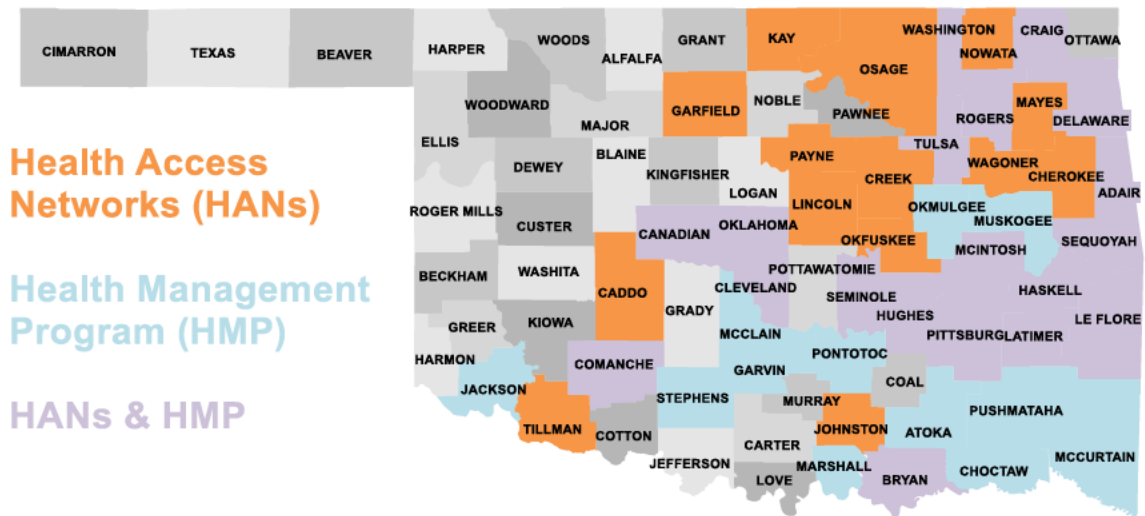 CIMARRON
TEXAS
BEAVER
HARPER
WOODS
ALFALFA
GRANT
KAY
WASHINGTON
NOWATA
CRAIG
OTTAWA
OSAGE
WOODWARD
GARFIELD
NOBLE
PAWNEE
MAYES
ROGERS
DELAWARE
MAJOR
ELLIS
TULSA
Health Access
Networks (HANs)
DEWEY
BLAINE
KINGFISHER
LOGAN
PAYNE
CREEK
WAGONER
CHEROKEE
ADAIR
ROGER MILLS
CUSTER
CANADIAN
OKLAHOMA
LINCOLN
OKMULGEE
MUSKOGEE
OKFUSKEE
MCINTOSH
SEQUOYAH
Health Management
Program (HMP)
BECKHAM
WASHITA
CADDO
GRADY
CLEVELAND
POTTAWATOMIE
SEMINOLE
HUGHES
HASKELL
LE FLORE
GREER
KIOWA
MCCLAIN
PITTSBURG
LATIMER
HARMON
JACKSON
COMANCHE
GARVIN
PONTOTOC
COAL
HANs & HMP
TILLMAN
COTTON
STEPHENS
MURRAY
JOHNSTON
ATOKA
PUSHMATAHA
JEFFERSON
CARTER
LOVE
MARSHALL
BRYAN
CHOCTAW
MCCURTAIN